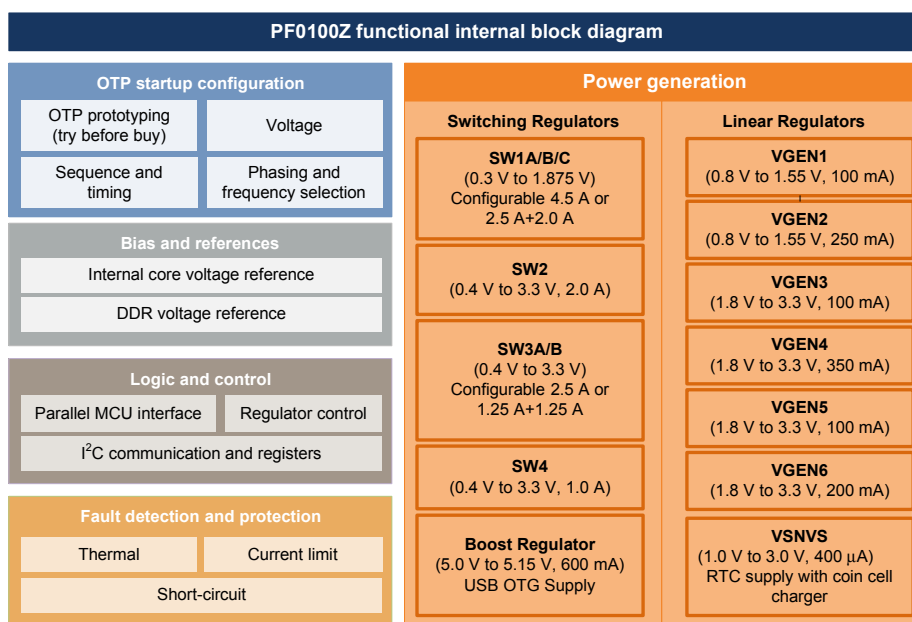 PF0100Z functional internal block diagram
OTP startup configuration
OTP prototyping
(try before buy)
Voltage
Sequence and
timing
Phasing and
frequency selection
Bias and references
Internal core voltage reference
DDR voltage reference
Logic and control
Parallel MCU interface
Regulator control
I²C communication and registers
Fault detection and protection
Thermal
Current limit
Short-circuit
Power generation
Switching Regulators
SW1A/B/C
(0.3 V to 1.875 V)
Configurable 4.5 A or
2.5 A+2.0 A
SW2
(0.4 V to 3.3 V, 2.0 A)
SW3A/B
(0.4 V to 3.3 V)
Configurable 2.5 A or
1.25 A+1.25 A
SW4
(0.4 V to 3.3 V, 1.0 A)
Boost Regulator
(5.0 V to 5.15 V, 600 mA)
USB OTG Supply
Linear Regulators
VGEN1
(0.8 V to 1.55 V, 100 mA)
VGEN2
(0.8 V to 1.55 V, 250 mA)
VGEN3
(1.8 V to 3.3 V, 100 mA)
VGEN4
(1.8 V to 3.3 V, 350 mA)
VGEN5
(1.8 V to 3.3 V, 100 mA)
VGEN6
(1.8 V to 3.3 V, 200 mA)
VSNVS
(1.0 V to 3.0 V, 400 μA)
RTC supply with coin cell
charger